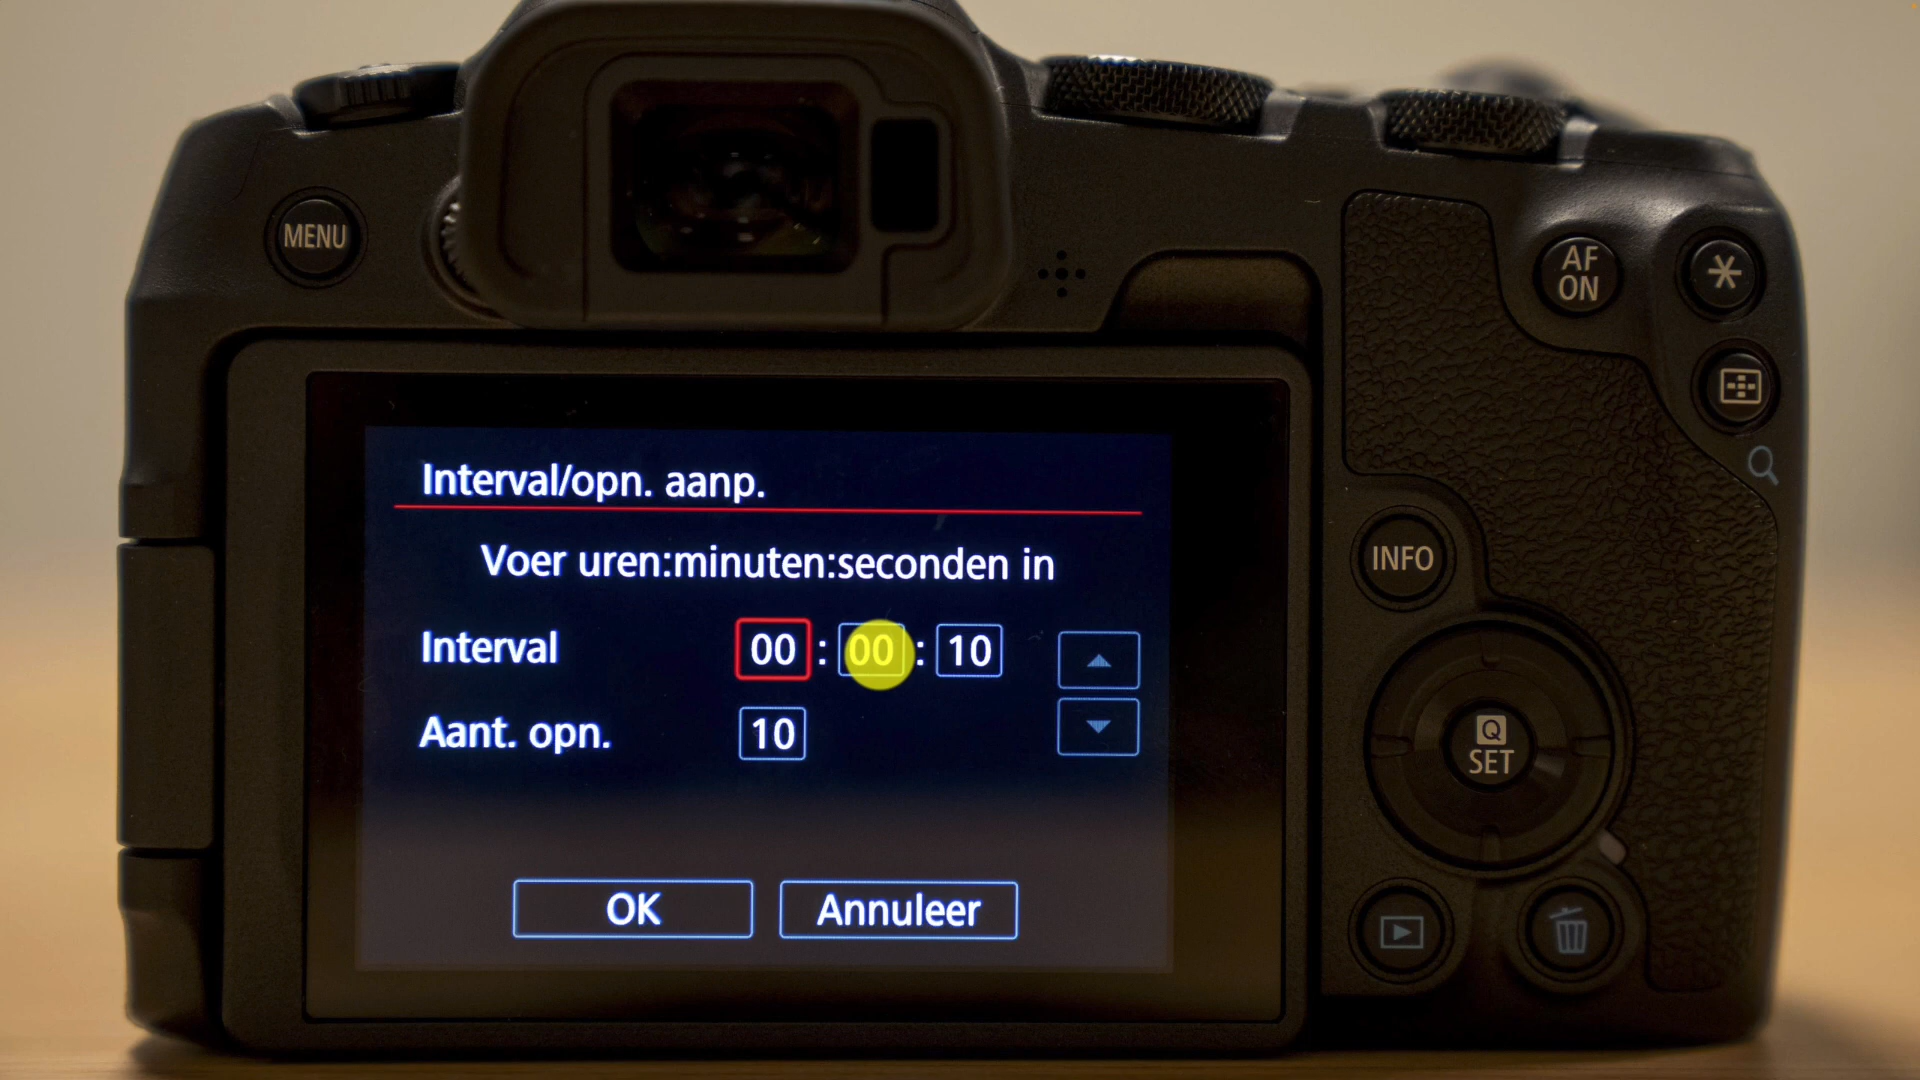 MENU
AF
ON
Interval/opn. aanp.
Voer uren:minuten:seconden in
INFO
Interval 00 : 00 : 10
Aant. opn. 10
Q
SET
OK Annuleer